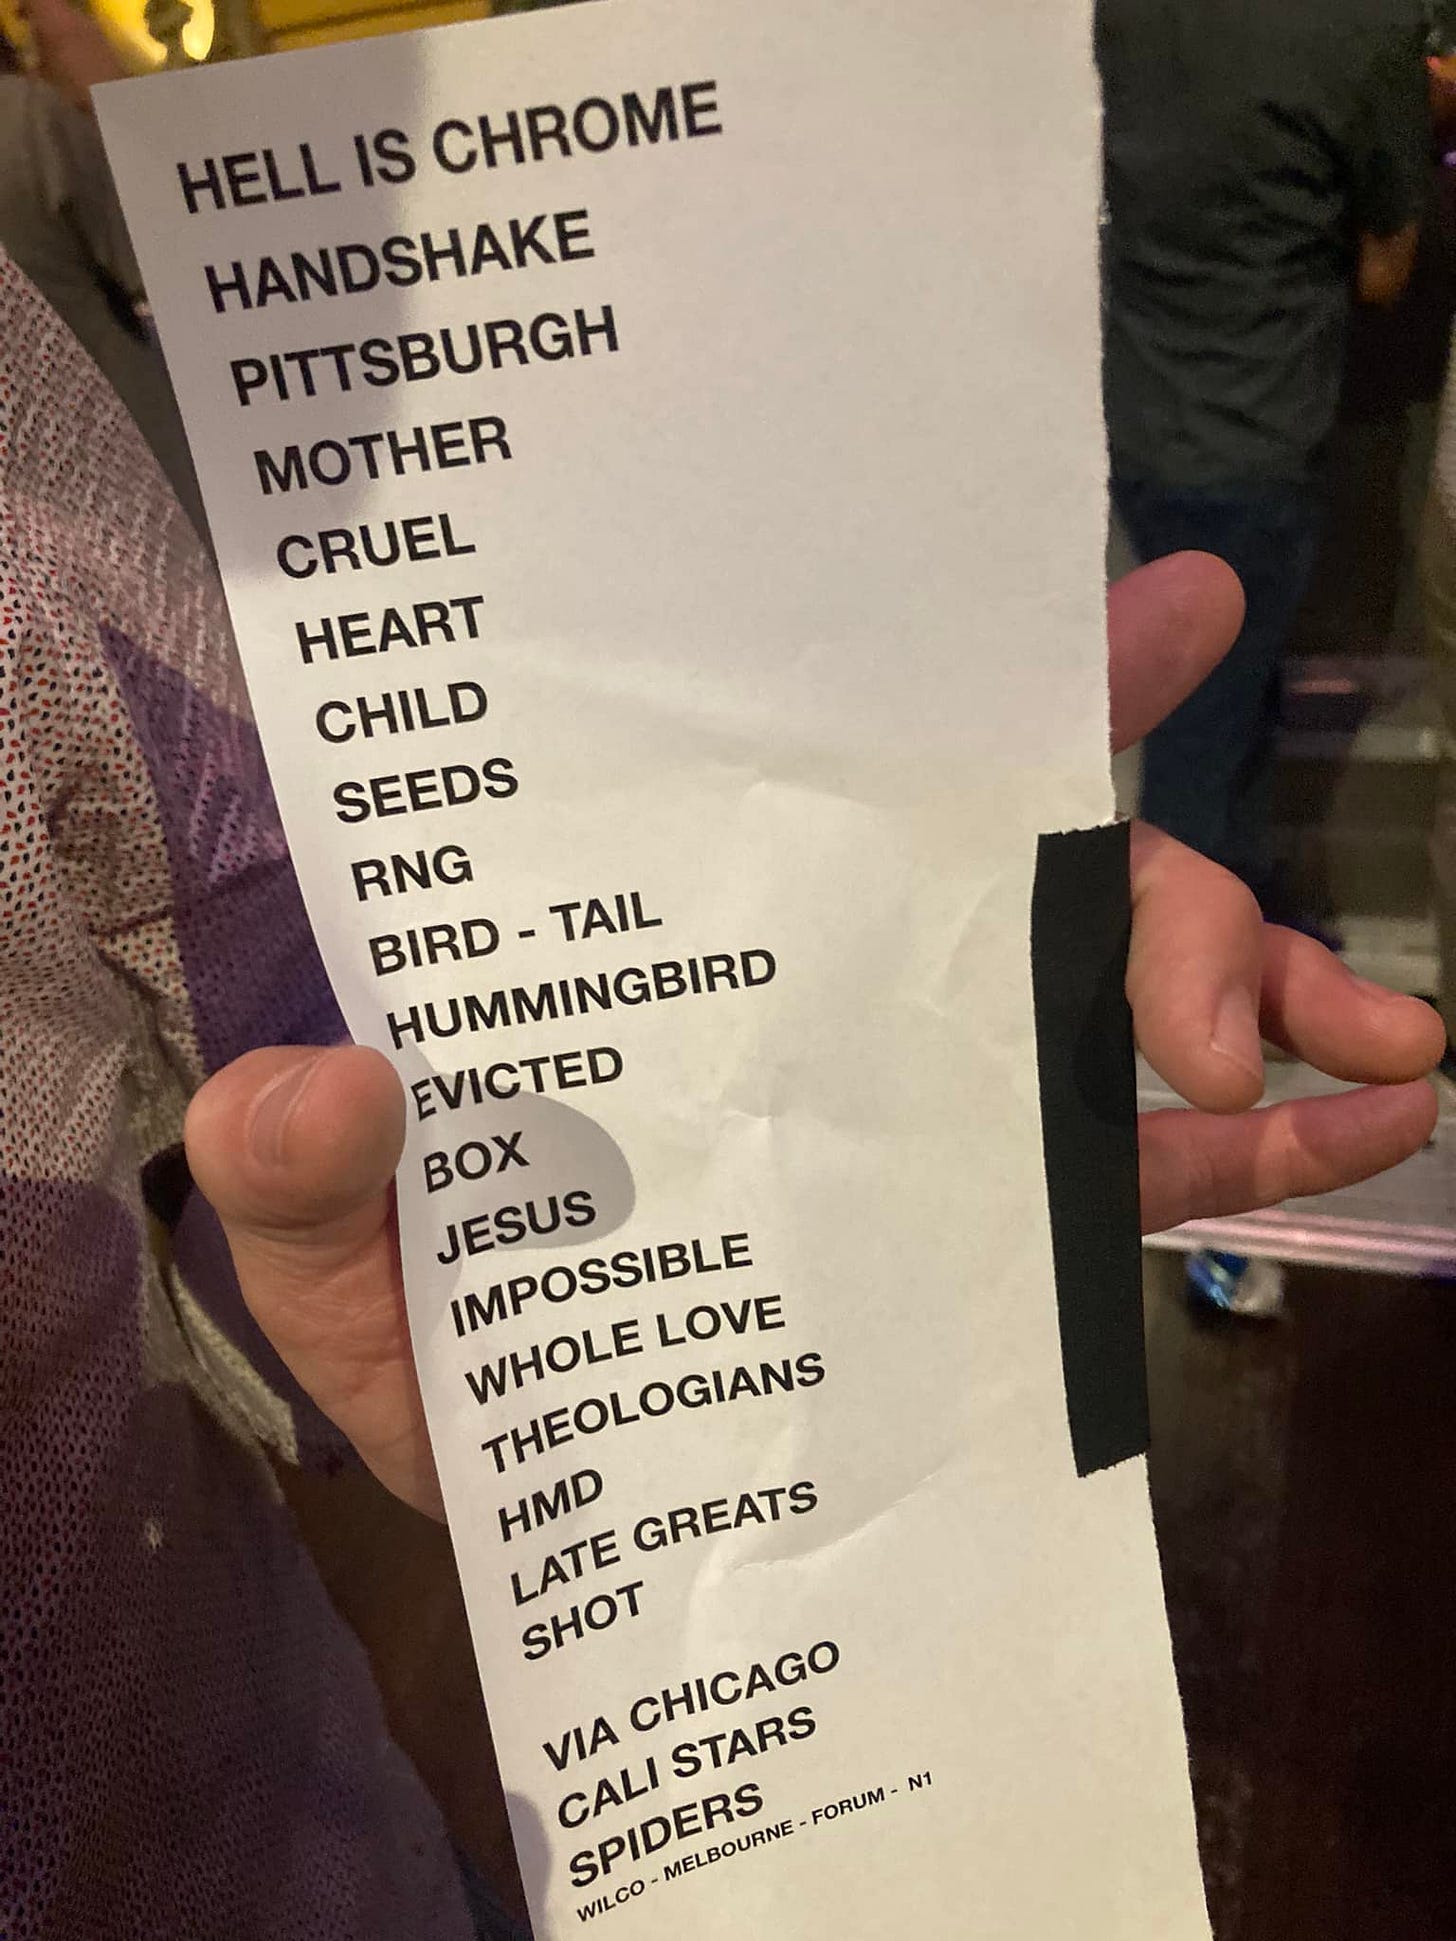 HELL IS CHROME
HANDSHAKE
PITTSBURGH
MOTHER
CRUEL
HEART
CHILD
SEEDS
RNG
BIRD - TAIL
HUMMINGBIRD
EVICTED
BOX
JESUS
IMPOSSIBLE
WHOLE LOVE
THEOLOGIANS
HMD
LATE GREATS
SHOT
VIA CHICAGO
CALI STARS
SPIDERS
WILCO - MELBOURNE - FORUM - N1